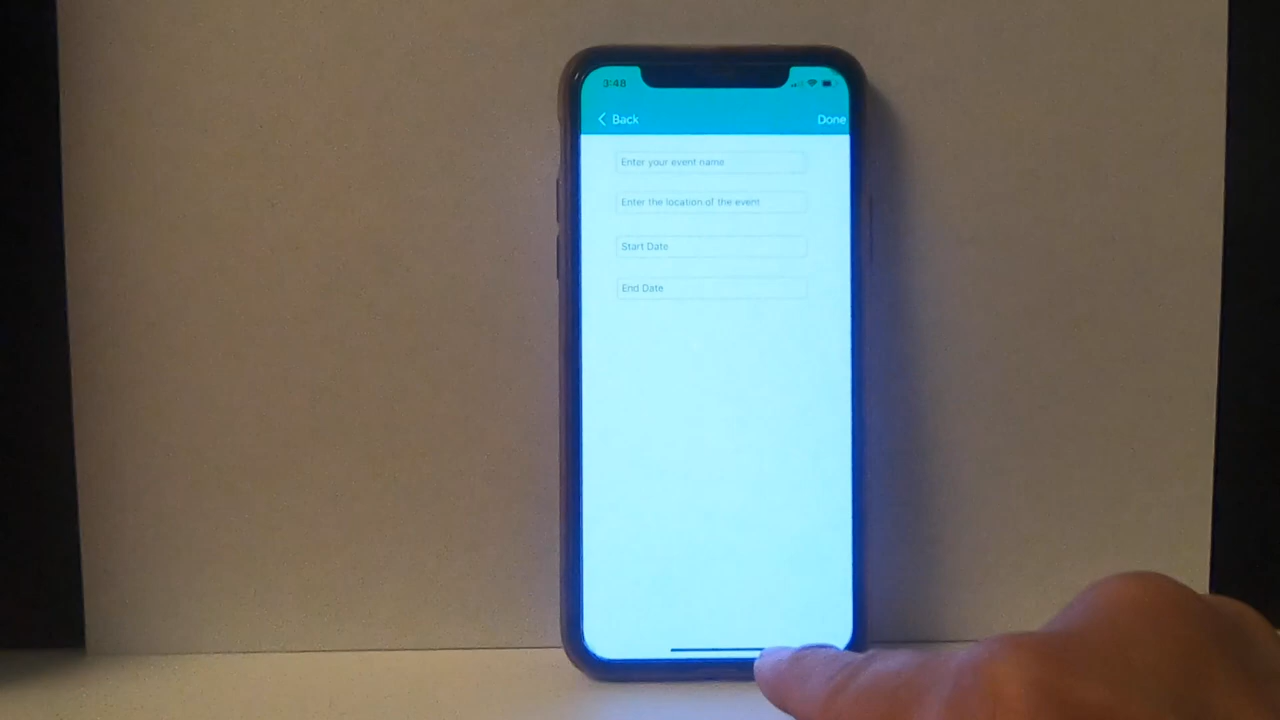 3:48
Back
Done
Enter your event name
Enter the location of the event
Start Date
End Date